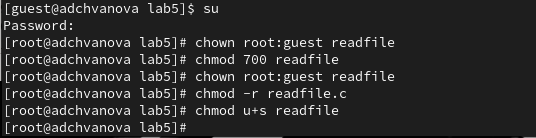 [guest@adchvanova lab5]$ su
Password:
[root@adchvanova lab5]# chown root:guest readfile
[root@adchvanova lab5]# chmod 700 readfile
[root@adchvanova lab5]# chown root:guest readfile
[root@adchvanova lab5]# chmod -r readfile.c
[root@adchvanova lab5]# chmod u+s readfile
[root@adchvanova lab5]#